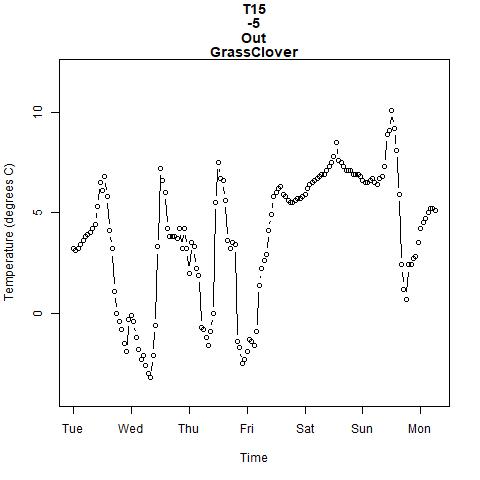 T15
-5
Out
GrassClover
Temperature (degrees C)
10
5
0
Tue Wed Thu Fri Sat Sun Mon
Time